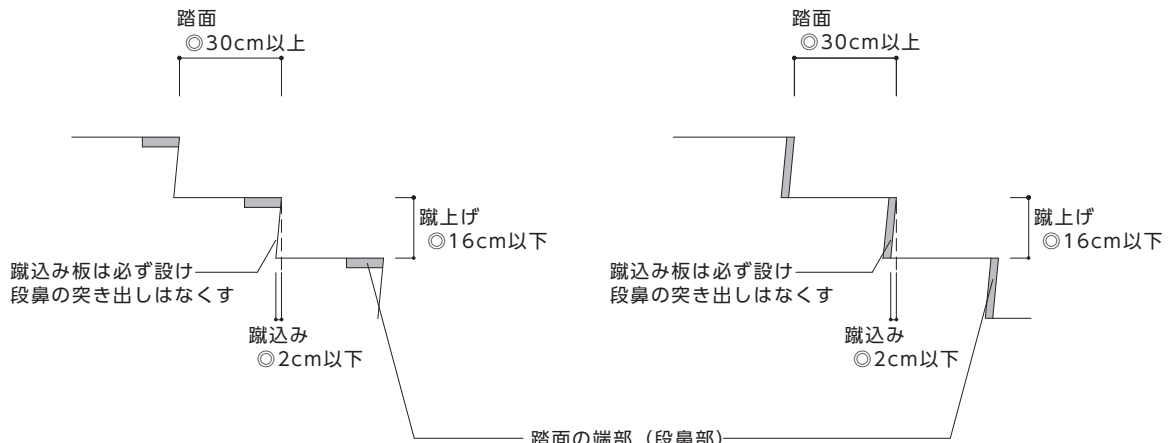 踏面
◎30cm以上
蹴上げ
◎16cm以下
蹴込み板は必ず設け
段鼻の突き出しはなくす
蹴込み
◎2cm以下
踏面
◎30cm以上
蹴上げ
◎16cm以下
蹴込み板は必ず設け
段鼻の突き出しはなくす
蹴込み
◎2cm以下
踏面の端部（段鼻部）